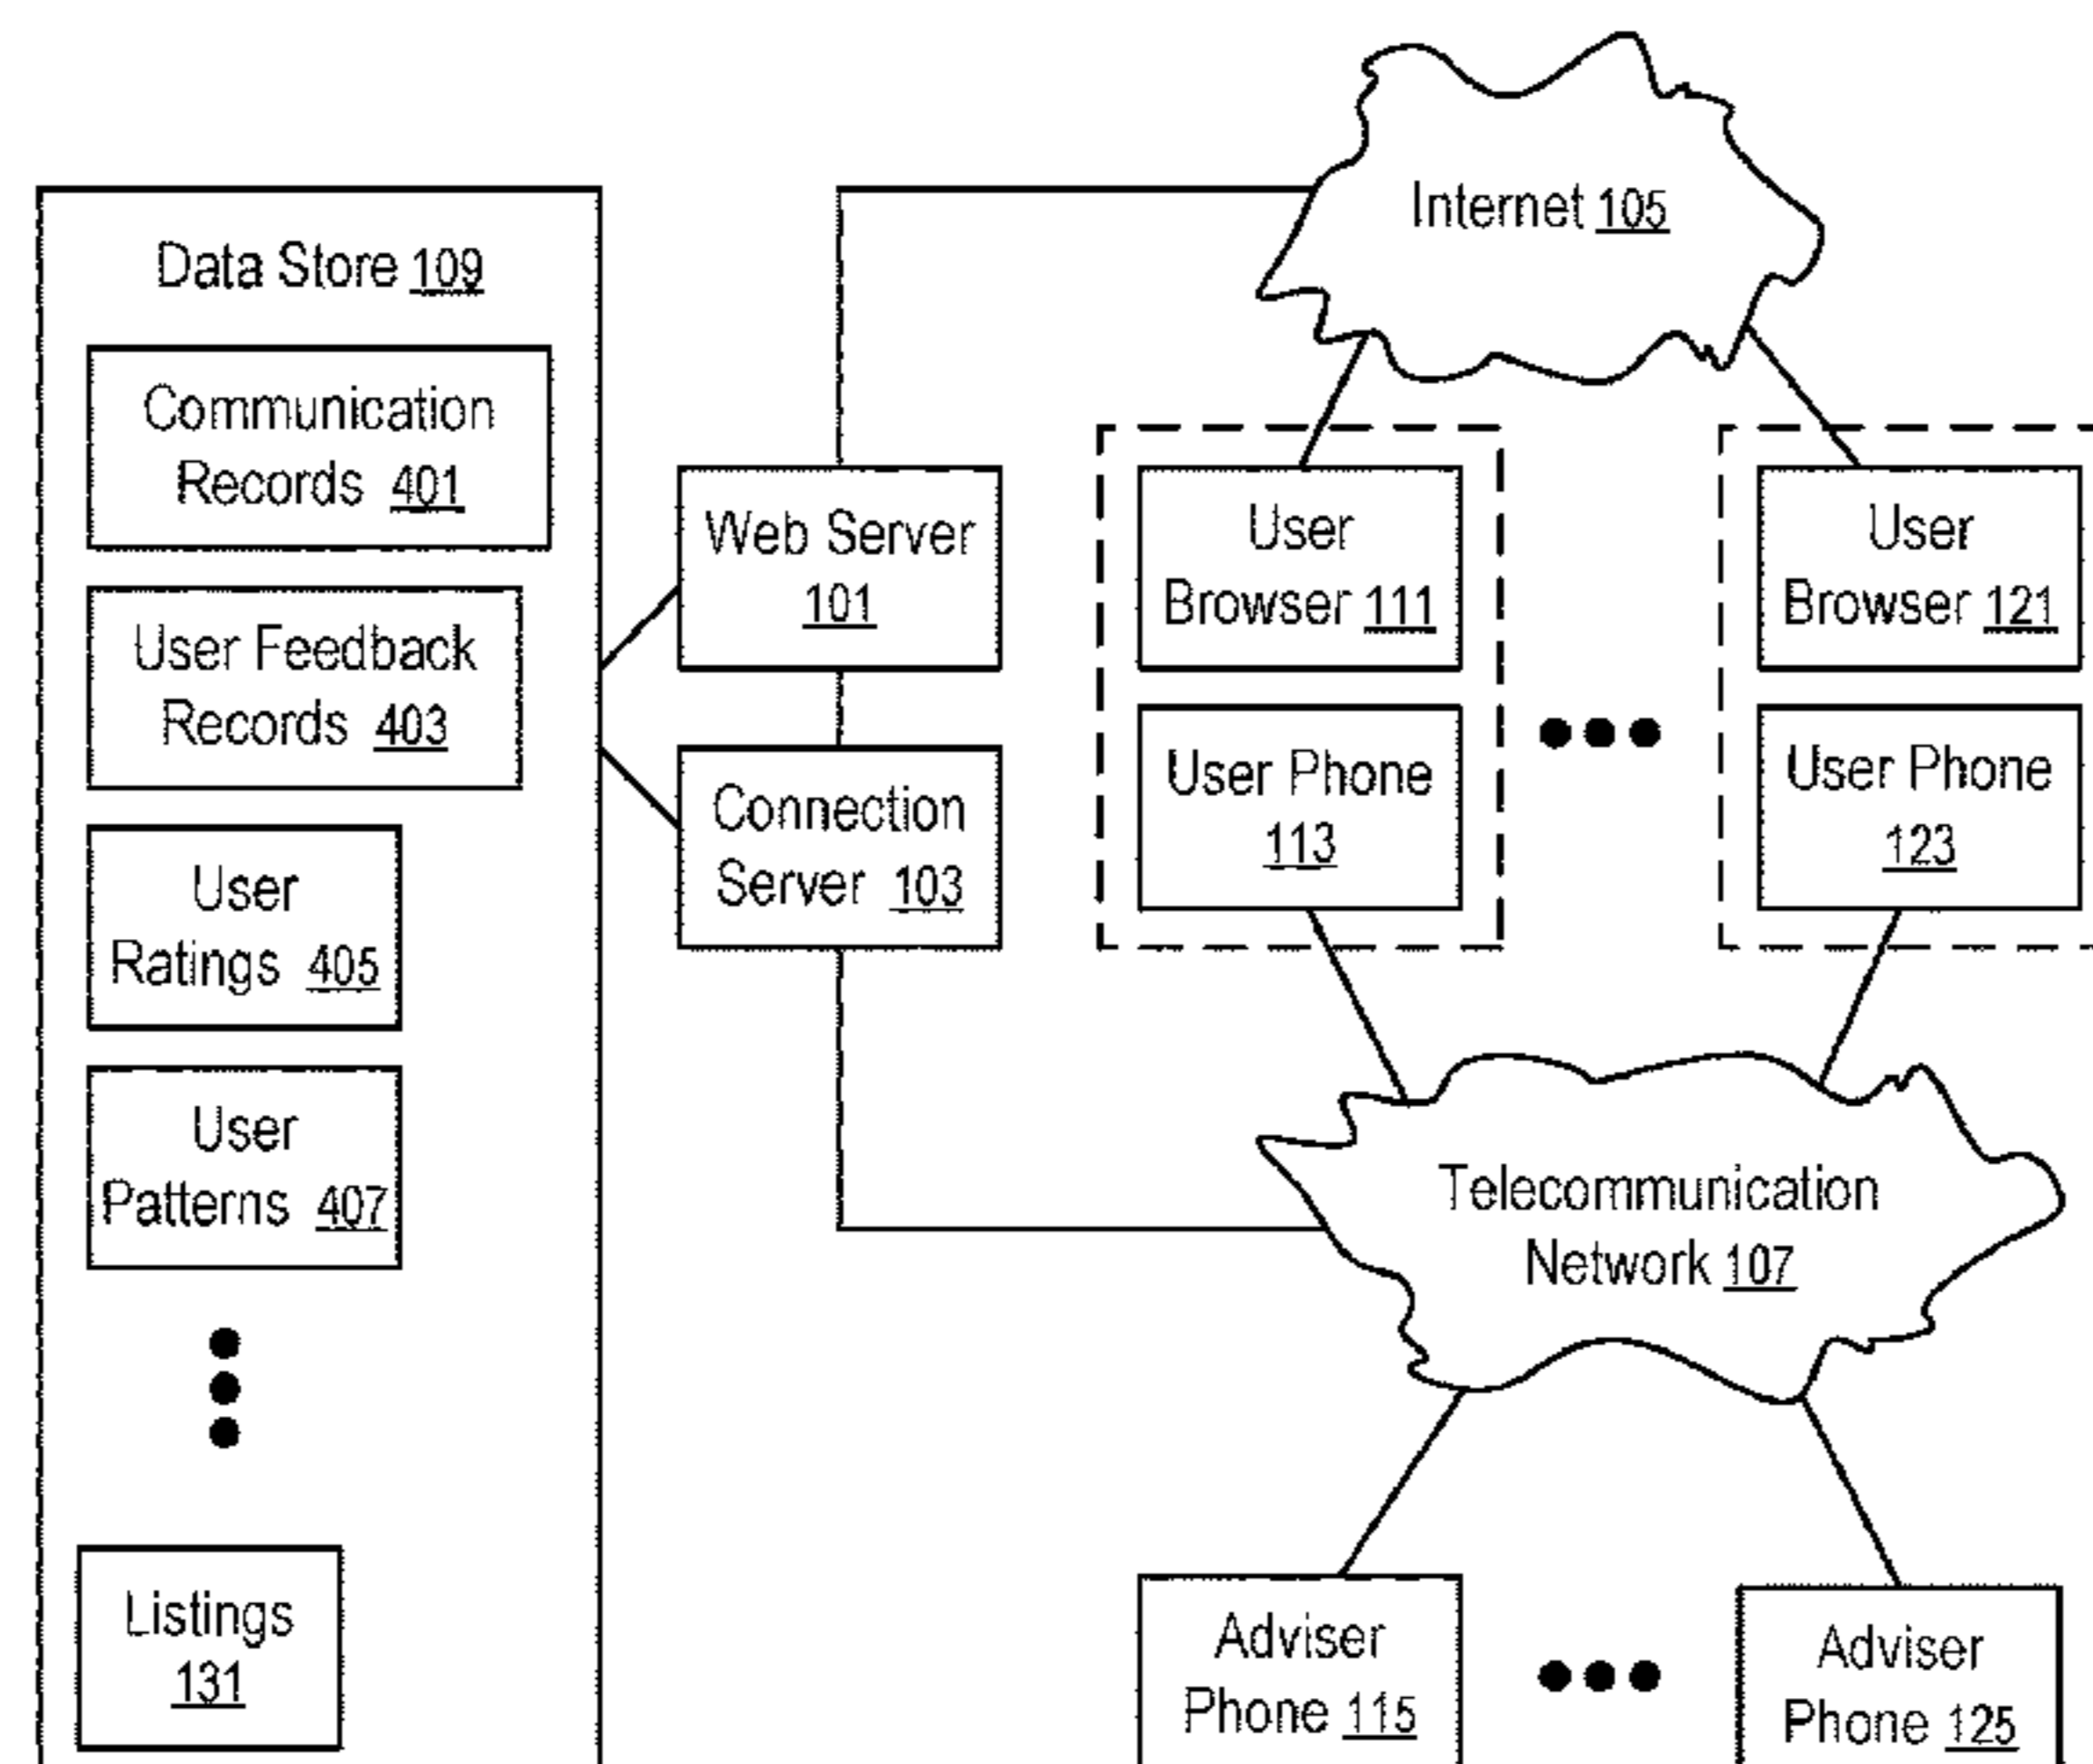 Data Store 109
Communication
Records 401
User Feedback
Records 403
User
Ratings 405
User
Patterns 407
Listings
131
Web Server
101
Connection
Server 103
Internet 105
User
Browser 111
User Phone
113
User
Browser 121
User Phone
123
Telecommunication
Network 107
Adviser
Phone 115
Adviser
Phone 125